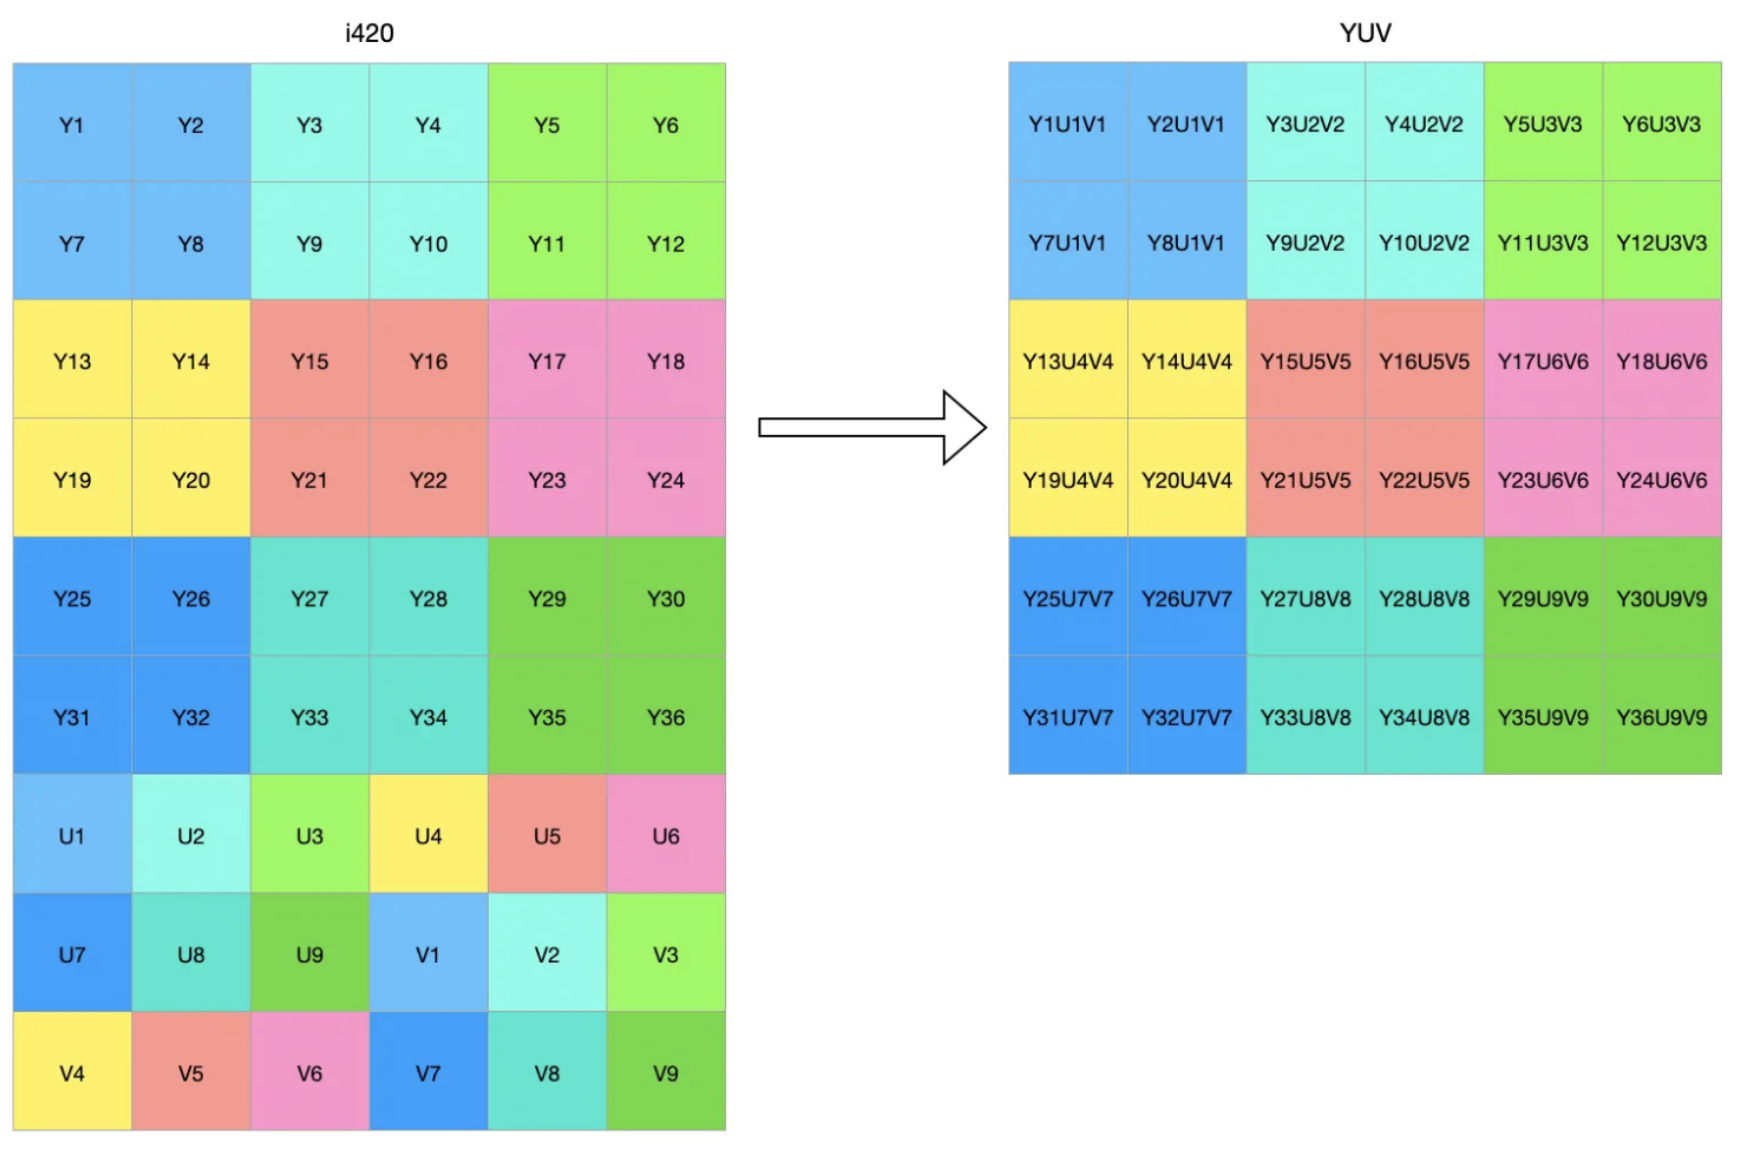 i420
YUV
Y1 Y2 Y3 Y4 Y5 Y6
Y7 Y8 Y9 Y10 Y11 Y12
Y13 Y14 Y15 Y16 Y17 Y18
Y19 Y20 Y21 Y22 Y23 Y24
Y25 Y26 Y27 Y28 Y29 Y30
Y31 Y32 Y33 Y34 Y35 Y36
U1 U2 U3 U4 U5 U6
U7 U8 U9 V1 V2 V3
V4 V5 V6 V7 V8 V9
Y1U1V1 Y2U1V1 Y3U2V2 Y4U2V2 Y5U3V3 Y6U3V3
Y7U1V1 Y8U1V1 Y9U2V2 Y10U2V2 Y11U3V3 Y12U3V3
Y13U4V4 Y14U4V4 Y15U5V5 Y16U5V5 Y17U6V6 Y18U6V6
Y19U4V4 Y20U4V4 Y21U5V5 Y22U5V5 Y23U6V6 Y24U6V6
Y25U7V7 Y26U7V7 Y27U8V8 Y28U8V8 Y29U9V9 Y30U9V9
Y31U7V7 Y32U7V7 Y33U8V8 Y34U8V8 Y35U9V9 Y36U9V9